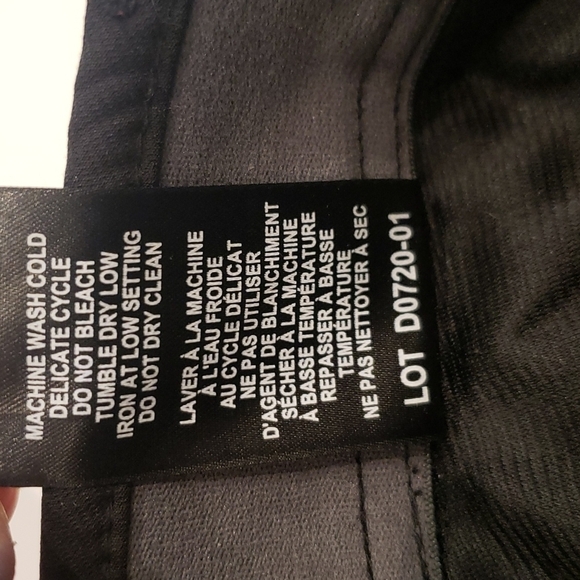 MACHINE WASH COLD
DELICATE CYCLE
DO NOT BLEACH
TUMBLE DRY LOW
IRON AT LOW SETTING
DO NOT DRY CLEAN
LAVER À LA MACHINE
À L'EAU FROIDE
AU CYCLE DÉLICAT
NE PAS UTILISER
D'AGENT DE BLANCHIMENT
SÉCHER À LA MACHINE
À BASSE TEMPÉRATURE
REPASSER À BASSE
TEMPÉRATURE
NE PAS NETTOYER À SEC
LOT D0720-01